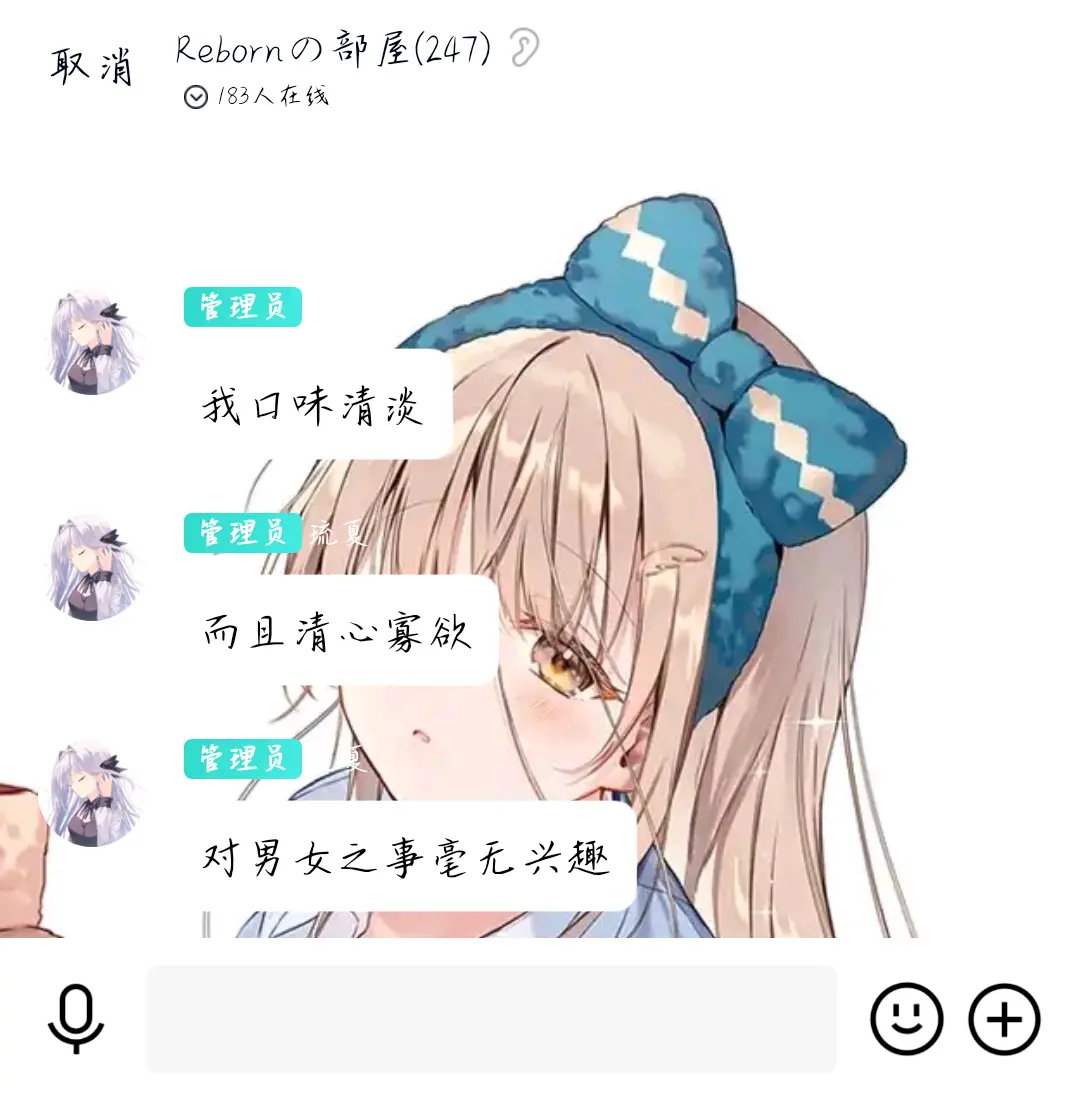 取消
Rebornの部屋(247)
183人在线
管理员
我口味清淡
管理员 琉夏
而且清心寡欲
管理员 夏
对男女之事毫无兴趣